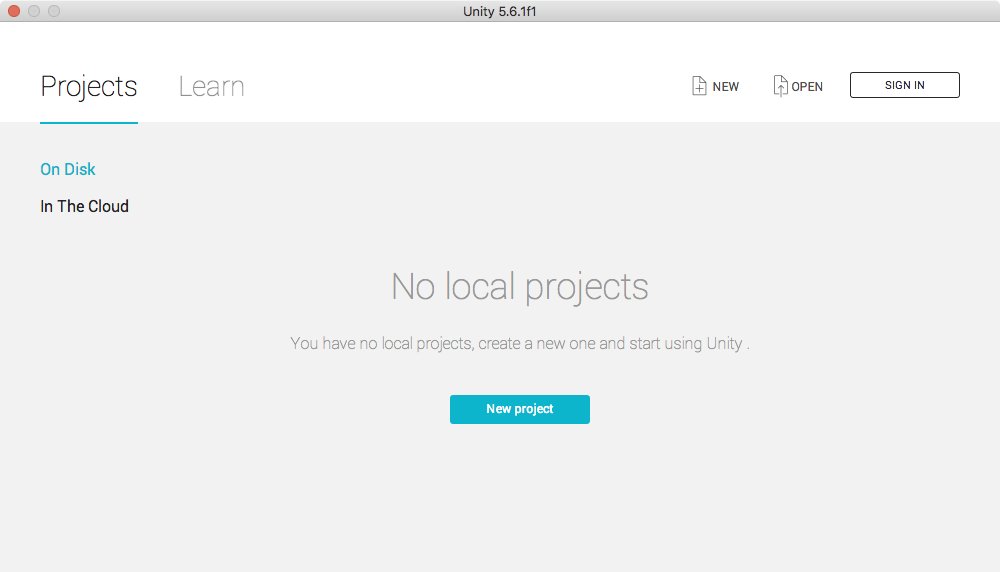 Unity 5.6.1f1
Projects Learn NEW OPEN SIGN IN
On Disk
In The Cloud
No local projects
You have no local projects, create a new one and start using Unity .
New project